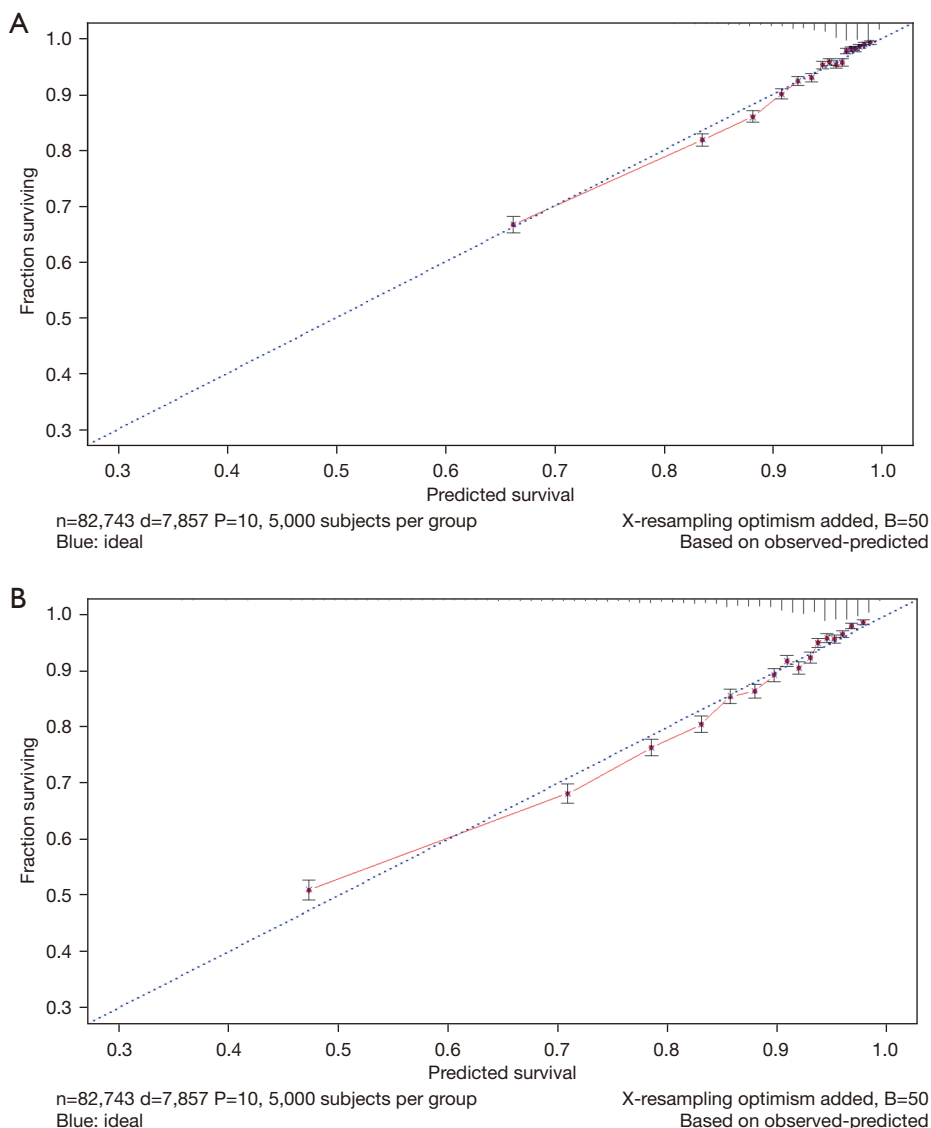 A
1.0
0.9
0.8
0.7
0.6
0.5
0.4
0.3
Fraction surviving
0.3 0.4 0.5 0.6 0.7 0.8 0.9 1.0
Predicted survival
n=82,743 d=7,857 P=10, 5,000 subjects per group X-resampling optimism added, B=50
Blue: ideal Based on observed-predicted
B
1.0
0.9
0.8
0.7
0.6
0.5
0.4
0.3
Fraction surviving
0.3 0.4 0.5 0.6 0.7 0.8 0.9 1.0
Predicted survival
n=82,743 d=7,857 P=10, 5,000 subjects per group X-resampling optimism added, B=50
Blue: ideal Based on observed-predicted